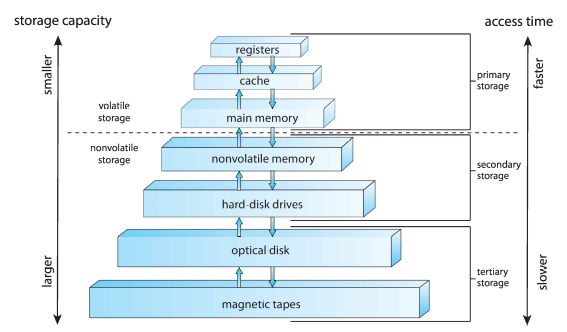 storage capacity
access time
smaller
faster
registers
cache
main memory
primary
storage
volatile
storage
nonvolatile
storage
nonvolatile memory
hard-disk drives
secondary
storage
optical disk
magnetic tapes
tertiary
storage
larger
slower